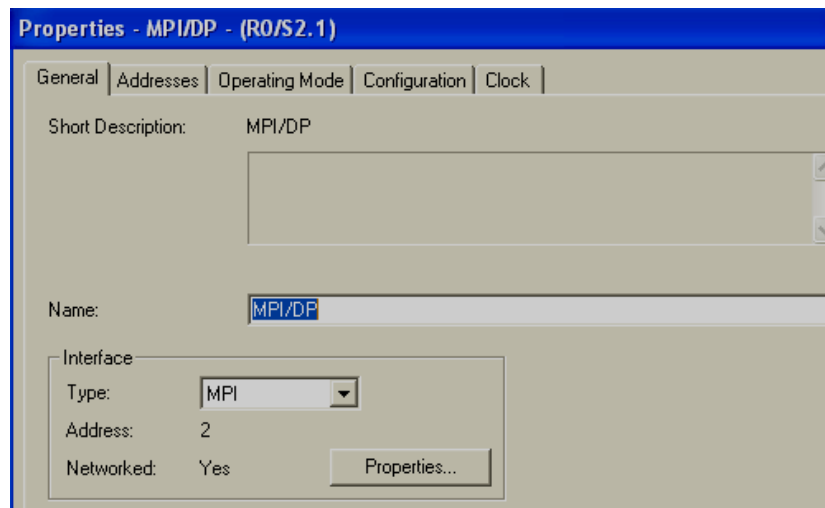 Properties - MPI/DP - (R0/S2.1)
General Addresses Operating Mode Configuration Clock
Short Description: MPI/DP
Name: MPI/DP
Interface
Type: MPI
Address: 2
Networked: Yes Properties...